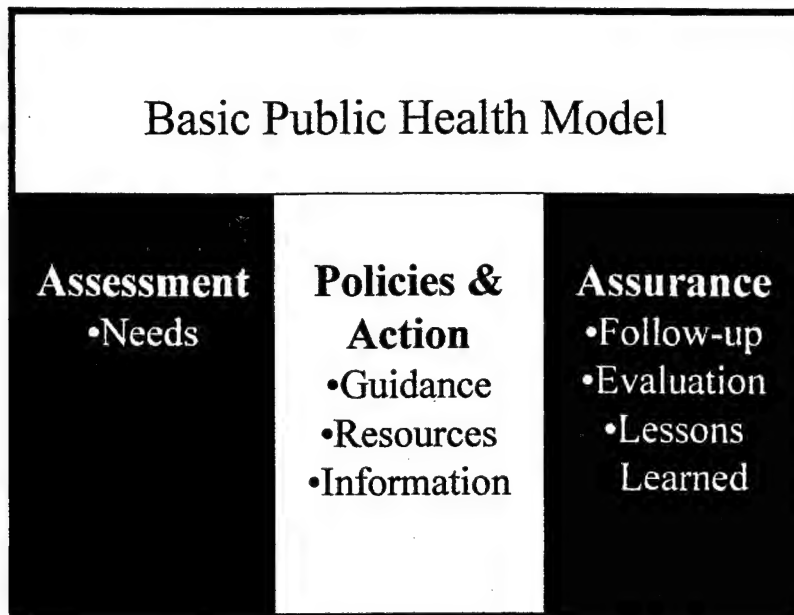 Basic Public Health Model
Assessment
•Needs
Policies &
Action
•Guidance
•Resources
•Information
Assurance
•Follow-up
•Evaluation
•Lessons
Learned